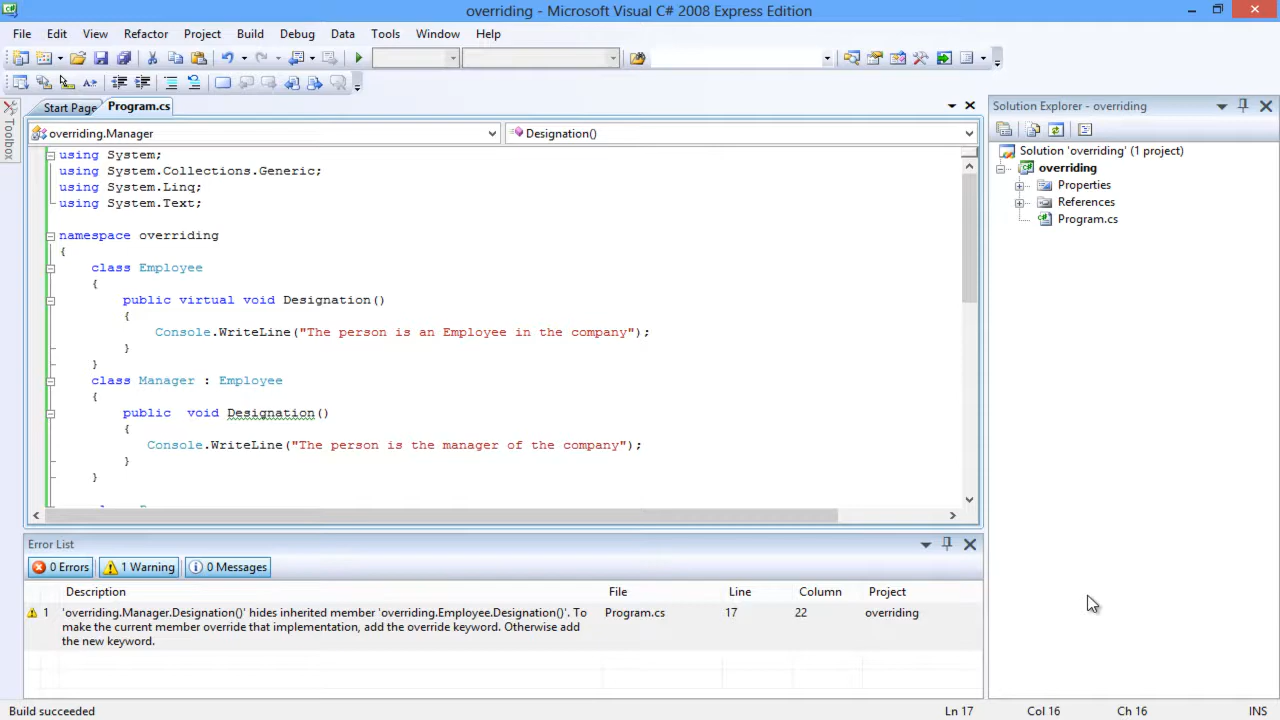 overriding - Microsoft Visual C# 2008 Express Edition
File Edit View Refactor Project Build Debug Data Tools Window Help
Toolbox
Start Page Program.cs
overriding.Manager Designation()
using System;
using System.Collections.Generic;
using System.Linq;
using System.Text;
namespace overriding
{
class Employee
{
public virtual void Designation()
{
Console.WriteLine("The person is an Employee in the company");
}
}
class Manager : Employee
{
public  void Designation()
{
Console.WriteLine("The person is the manager of the company");
}
}
Solution Explorer - overriding
Solution 'overriding' (1 project)
overriding
Properties
References
Program.cs
Error List
0 Errors 1 Warning 0 Messages
Description File Line Column Project
1 'overriding.Manager.Designation()' hides inherited member 'overriding.Employee.Designation()'. To Program.cs 17 22 overriding
make the current member override that implementation, add the override keyword. Otherwise add
the new keyword.
Build succeeded Ln 17 Col 16 Ch 16 INS